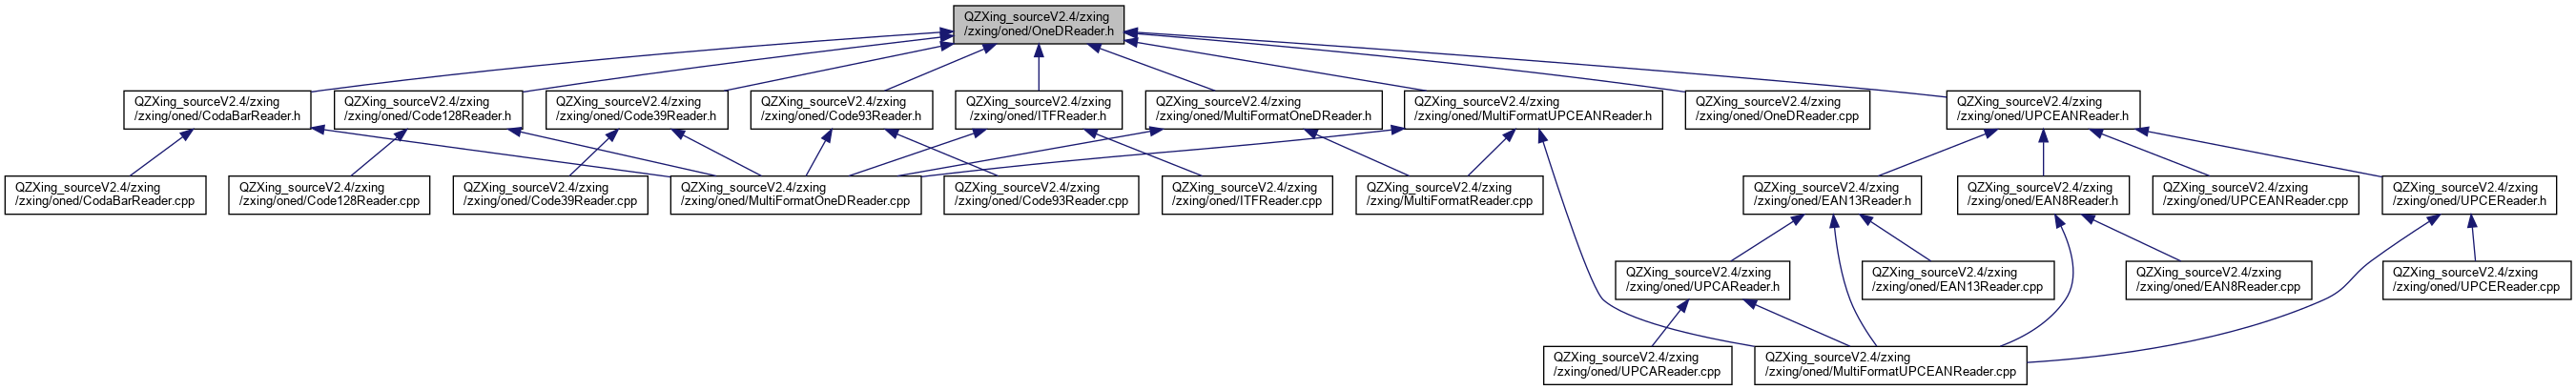 QZXing_sourceV2.4/zxing
/zxing/oned/OneDReader.h
QZXing_sourceV2.4/zxing
/zxing/oned/CodaBarReader.h
QZXing_sourceV2.4/zxing
/zxing/oned/Code128Reader.h
QZXing_sourceV2.4/zxing
/zxing/oned/Code39Reader.h
QZXing_sourceV2.4/zxing
/zxing/oned/Code93Reader.h
QZXing_sourceV2.4/zxing
/zxing/oned/ITFReader.h
QZXing_sourceV2.4/zxing
/zxing/oned/MultiFormatOneDReader.h
QZXing_sourceV2.4/zxing
/zxing/oned/MultiFormatUPCEANReader.h
QZXing_sourceV2.4/zxing
/zxing/oned/OneDReader.cpp
QZXing_sourceV2.4/zxing
/zxing/oned/UPCEANReader.h
QZXing_sourceV2.4/zxing
/zxing/oned/CodaBarReader.cpp
QZXing_sourceV2.4/zxing
/zxing/oned/Code128Reader.cpp
QZXing_sourceV2.4/zxing
/zxing/oned/Code39Reader.cpp
QZXing_sourceV2.4/zxing
/zxing/oned/MultiFormatOneDReader.cpp
QZXing_sourceV2.4/zxing
/zxing/oned/Code93Reader.cpp
QZXing_sourceV2.4/zxing
/zxing/oned/ITFReader.cpp
QZXing_sourceV2.4/zxing
/zxing/MultiFormatReader.cpp
QZXing_sourceV2.4/zxing
/zxing/oned/EAN13Reader.h
QZXing_sourceV2.4/zxing
/zxing/oned/EAN8Reader.h
QZXing_sourceV2.4/zxing
/zxing/oned/UPCEANReader.cpp
QZXing_sourceV2.4/zxing
/zxing/oned/UPCEReader.h
QZXing_sourceV2.4/zxing
/zxing/oned/UPCAReader.h
QZXing_sourceV2.4/zxing
/zxing/oned/EAN13Reader.cpp
QZXing_sourceV2.4/zxing
/zxing/oned/EAN8Reader.cpp
QZXing_sourceV2.4/zxing
/zxing/oned/UPCEReader.cpp
QZXing_sourceV2.4/zxing
/zxing/oned/UPCAReader.cpp
QZXing_sourceV2.4/zxing
/zxing/oned/MultiFormatUPCEANReader.cpp